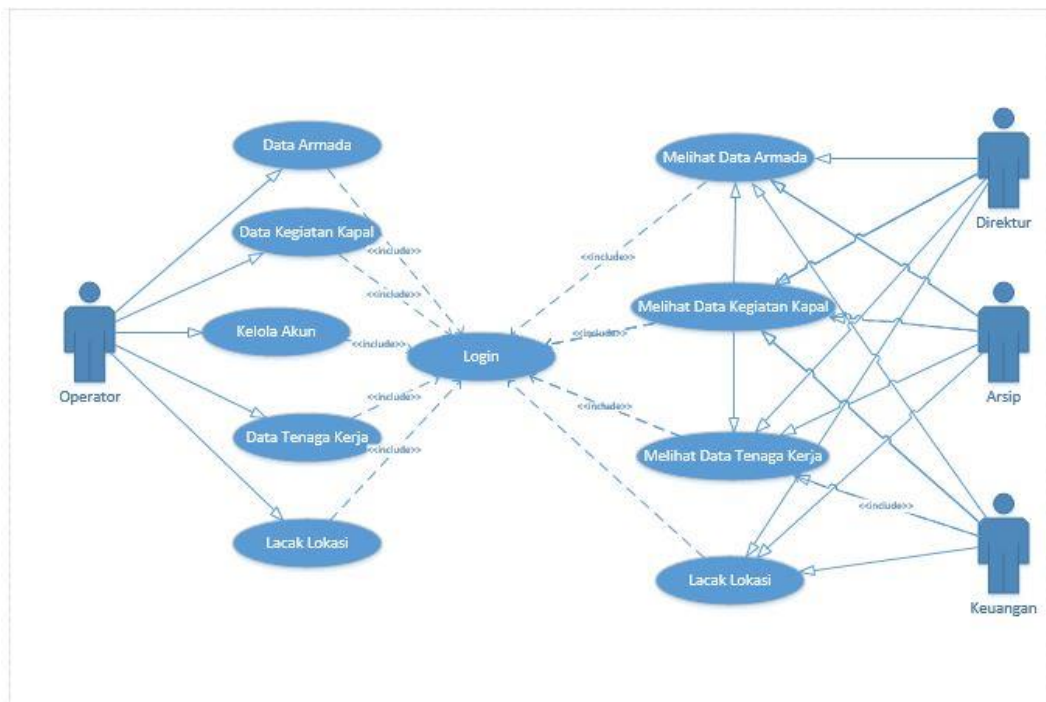 Data Armada
Data Kegiatan Kapal
<<include>>
<<include>>
Kelola Akun
<<include>>
Operator
Data Tenaga Kerja
<<include>>
<<include>>
Lacak Lokasi
Login
Melihat Data Armada
<<include>>
Melihat Data Kegiatan Kapal
<<include>>
<<include>>
Melihat Data Tenaga Kerja
<<include>>
Lacak Lokasi
Direktur
Arsip
Keuangan